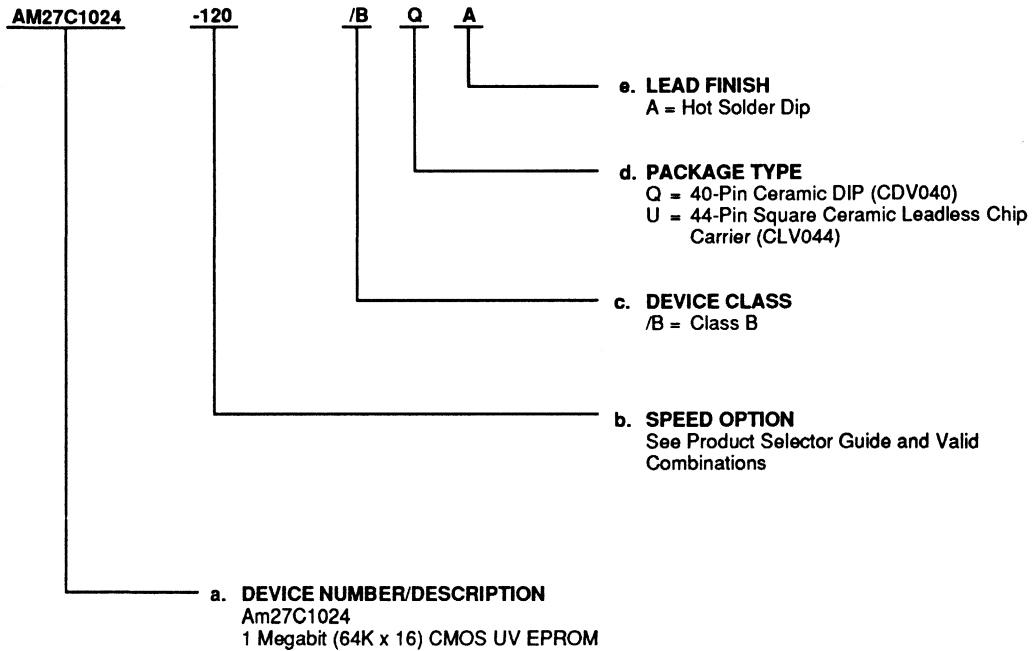 AM27C1024 -120 /B Q A
e. LEAD FINISH
A = Hot Solder Dip
d. PACKAGE TYPE
Q = 40-Pin Ceramic DIP (CDV040)
U = 44-Pin Square Ceramic Leadless Chip
Carrier (CLV044)
c. DEVICE CLASS
/B = Class B
b. SPEED OPTION
See Product Selector Guide and Valid
Combinations
a. DEVICE NUMBER/DESCRIPTION
Am27C1024
1 Megabit (64K x 16) CMOS UV EPROM